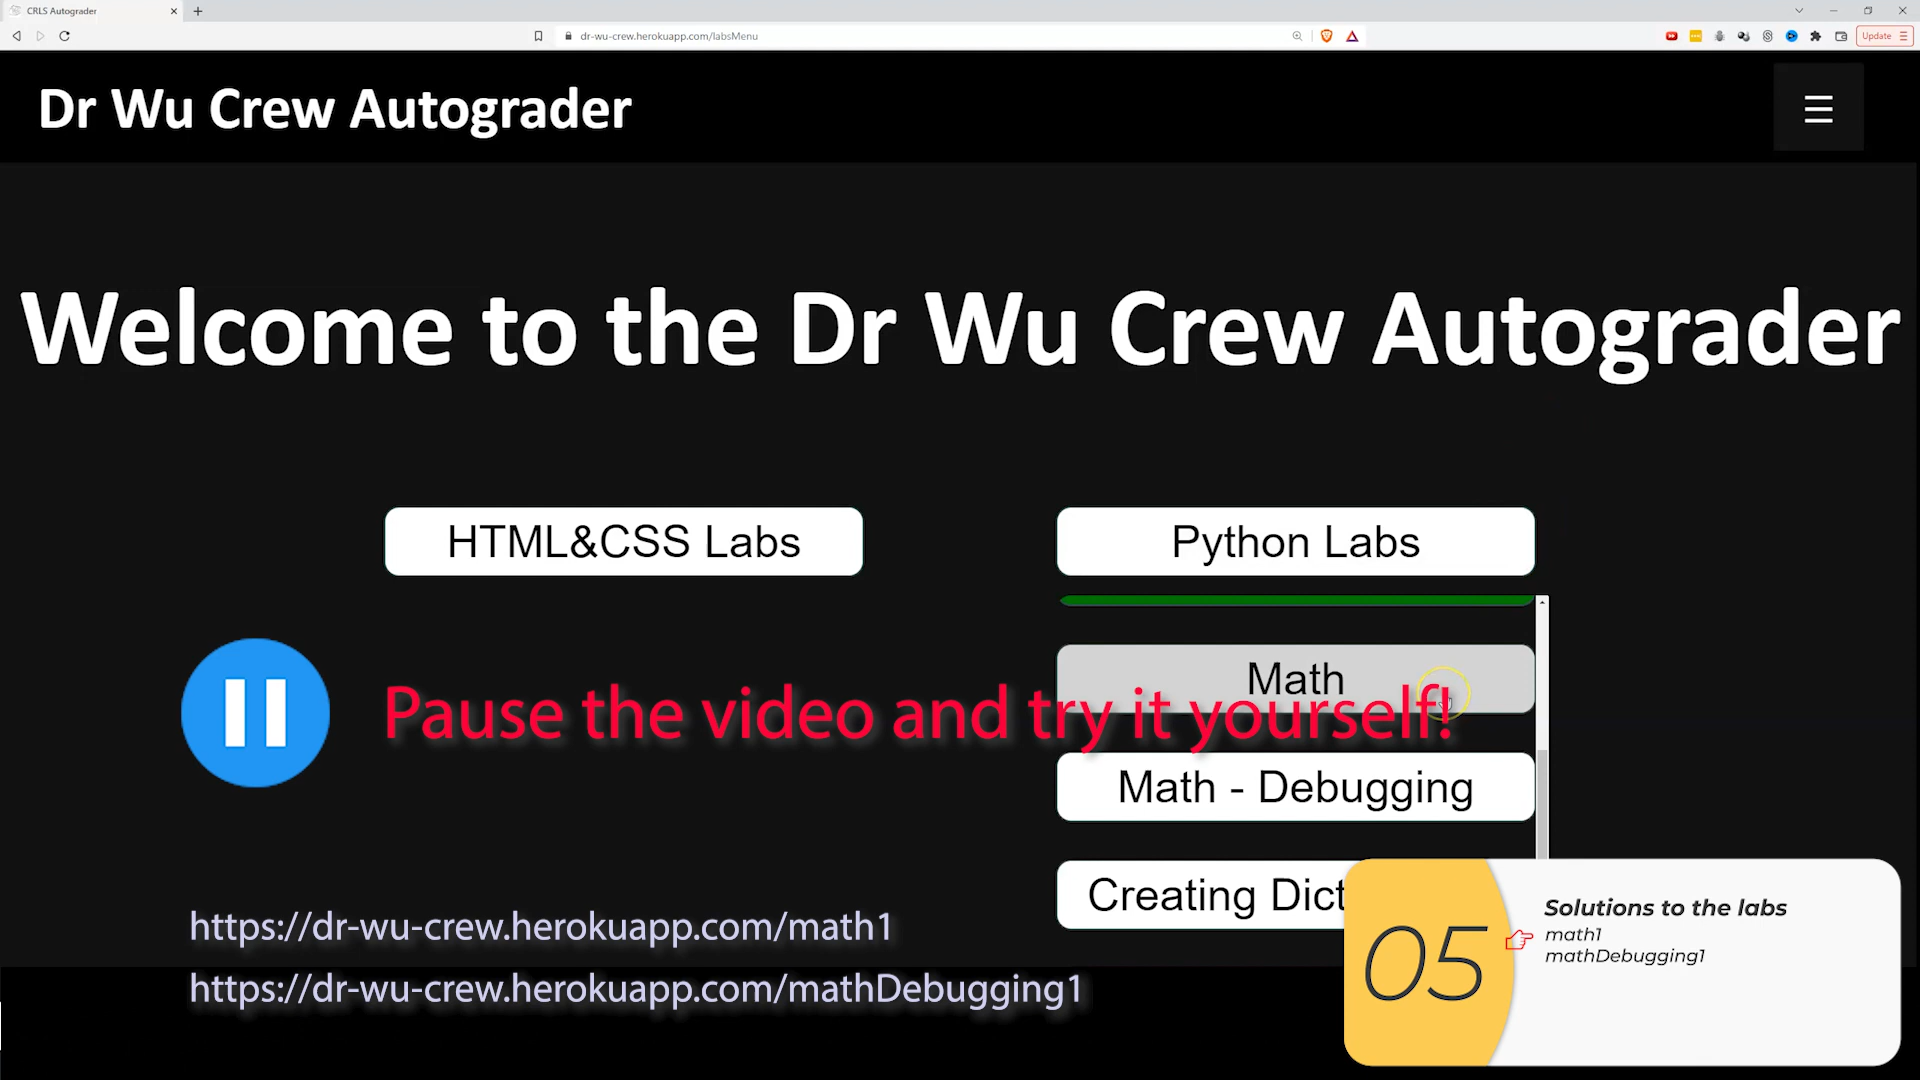 CRLS Autograder
dr-wu-crew.herokuapp.com/labsMenu
Update
Dr Wu Crew Autograder
Welcome to the Dr Wu Crew Autograder
HTML&CSS Labs
Python Labs
Math
Pause the video and try it yourself!
Math - Debugging
Creating Dict
https://dr-wu-crew.herokuapp.com/math1
https://dr-wu-crew.herokuapp.com/mathDebugging1
05
Solutions to the labs
math1
mathDebugging1